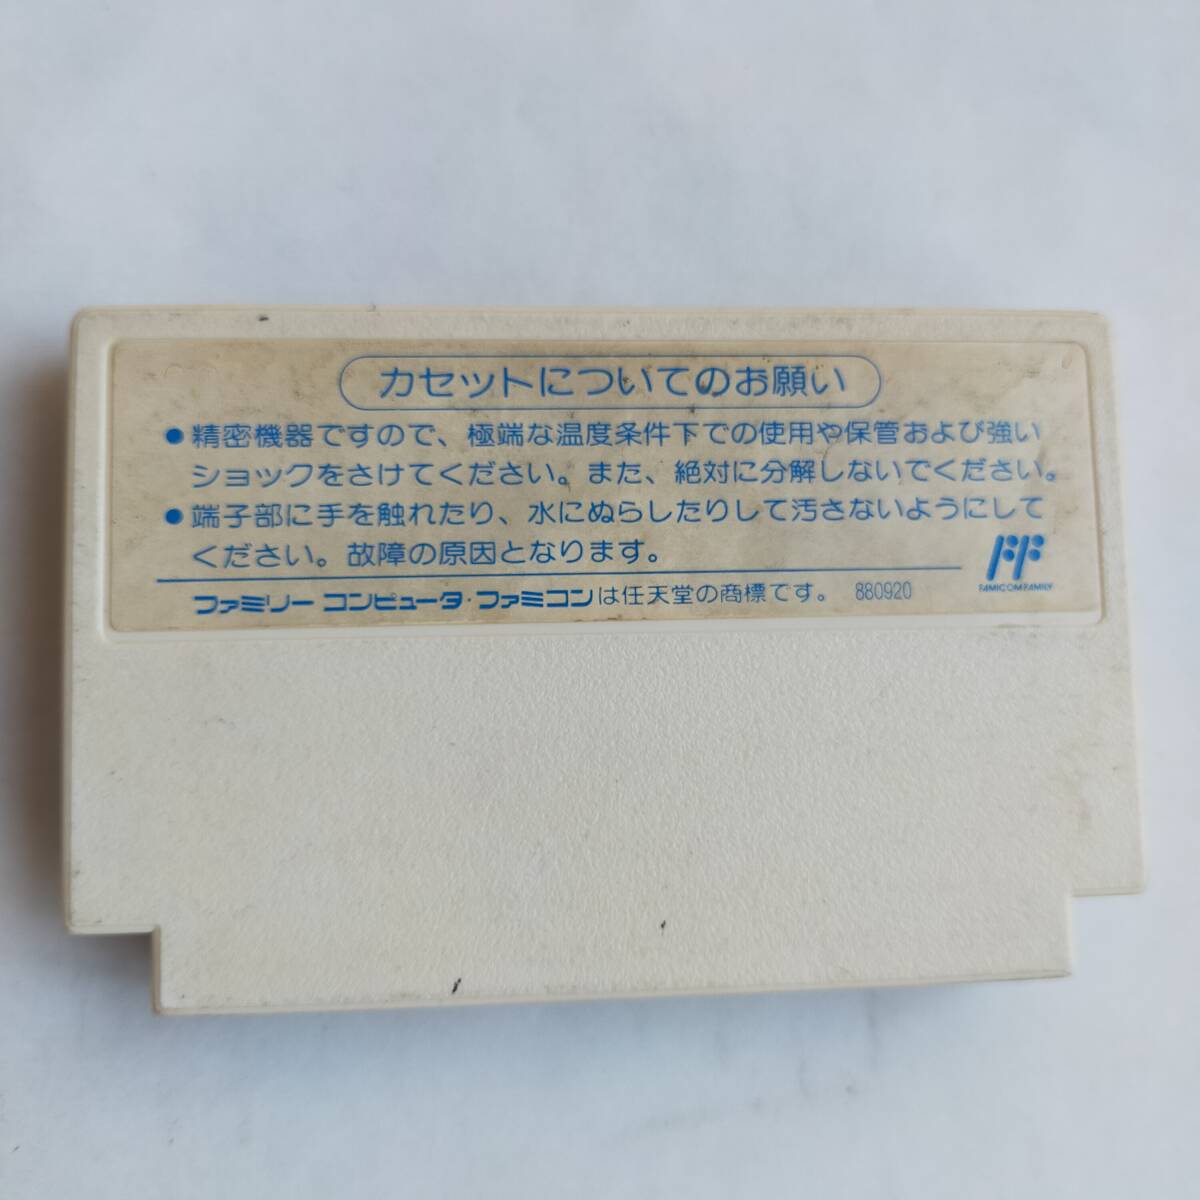 カセットについてのお願い
●精密機器ですので、極端な温度条件下での使用や保管および強い
ショックをさけてください。また、絶対に分解しないでください。
●端子部に手を触れたり、水にぬらしたりして汚さないようにして
ください。故障の原因となります。
FF
FAMICOM FAMILY
ファミリー コンピュータ・ファミコンは任天堂の商標です。 880920